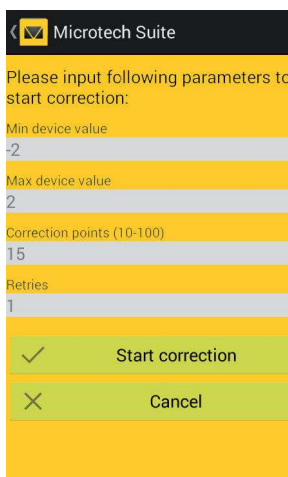 Microtech Suite
Please input following parameters to
start correction:
Min device value
-2
Max device value
2
Correction points (10-100)
15
Retries
1
Start correction
Cancel